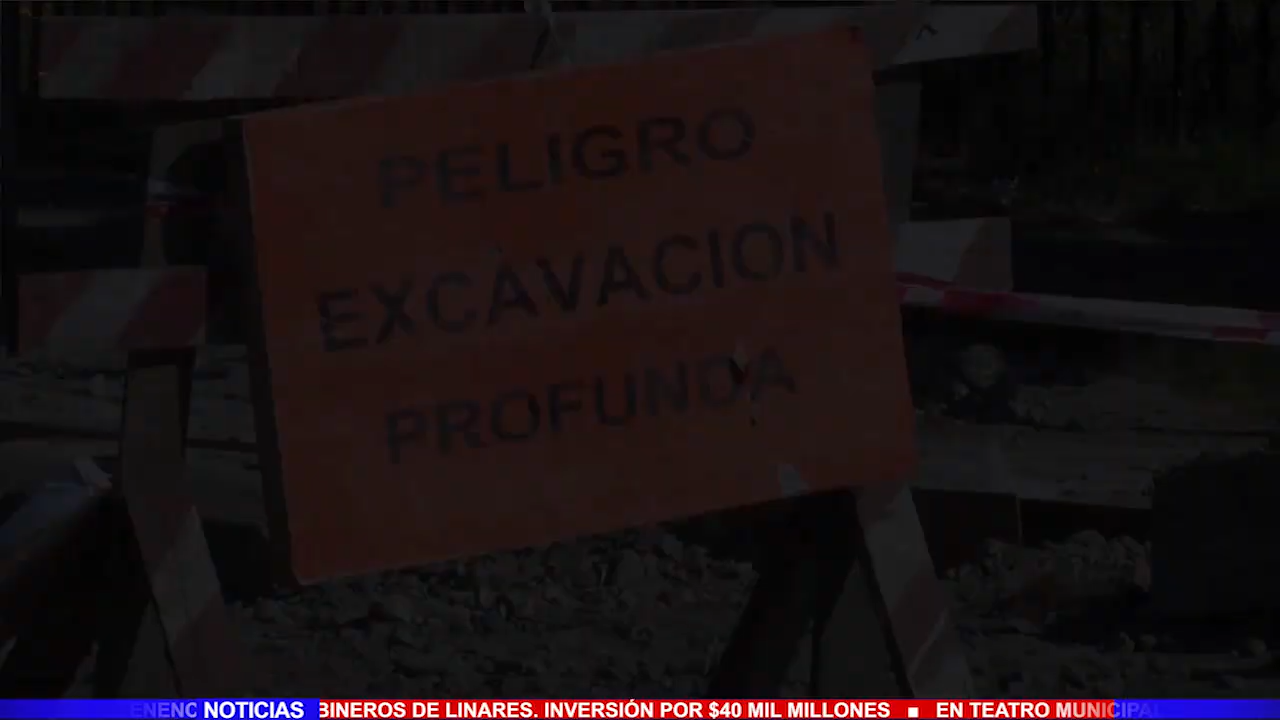 PELIGRO
EXCAVACION
PROFUNDA
NOTICIAS BINEROS DE LINARES. INVERSIÓN POR $40 MIL MILLONES ■ EN TEATRO MUNICIPAL